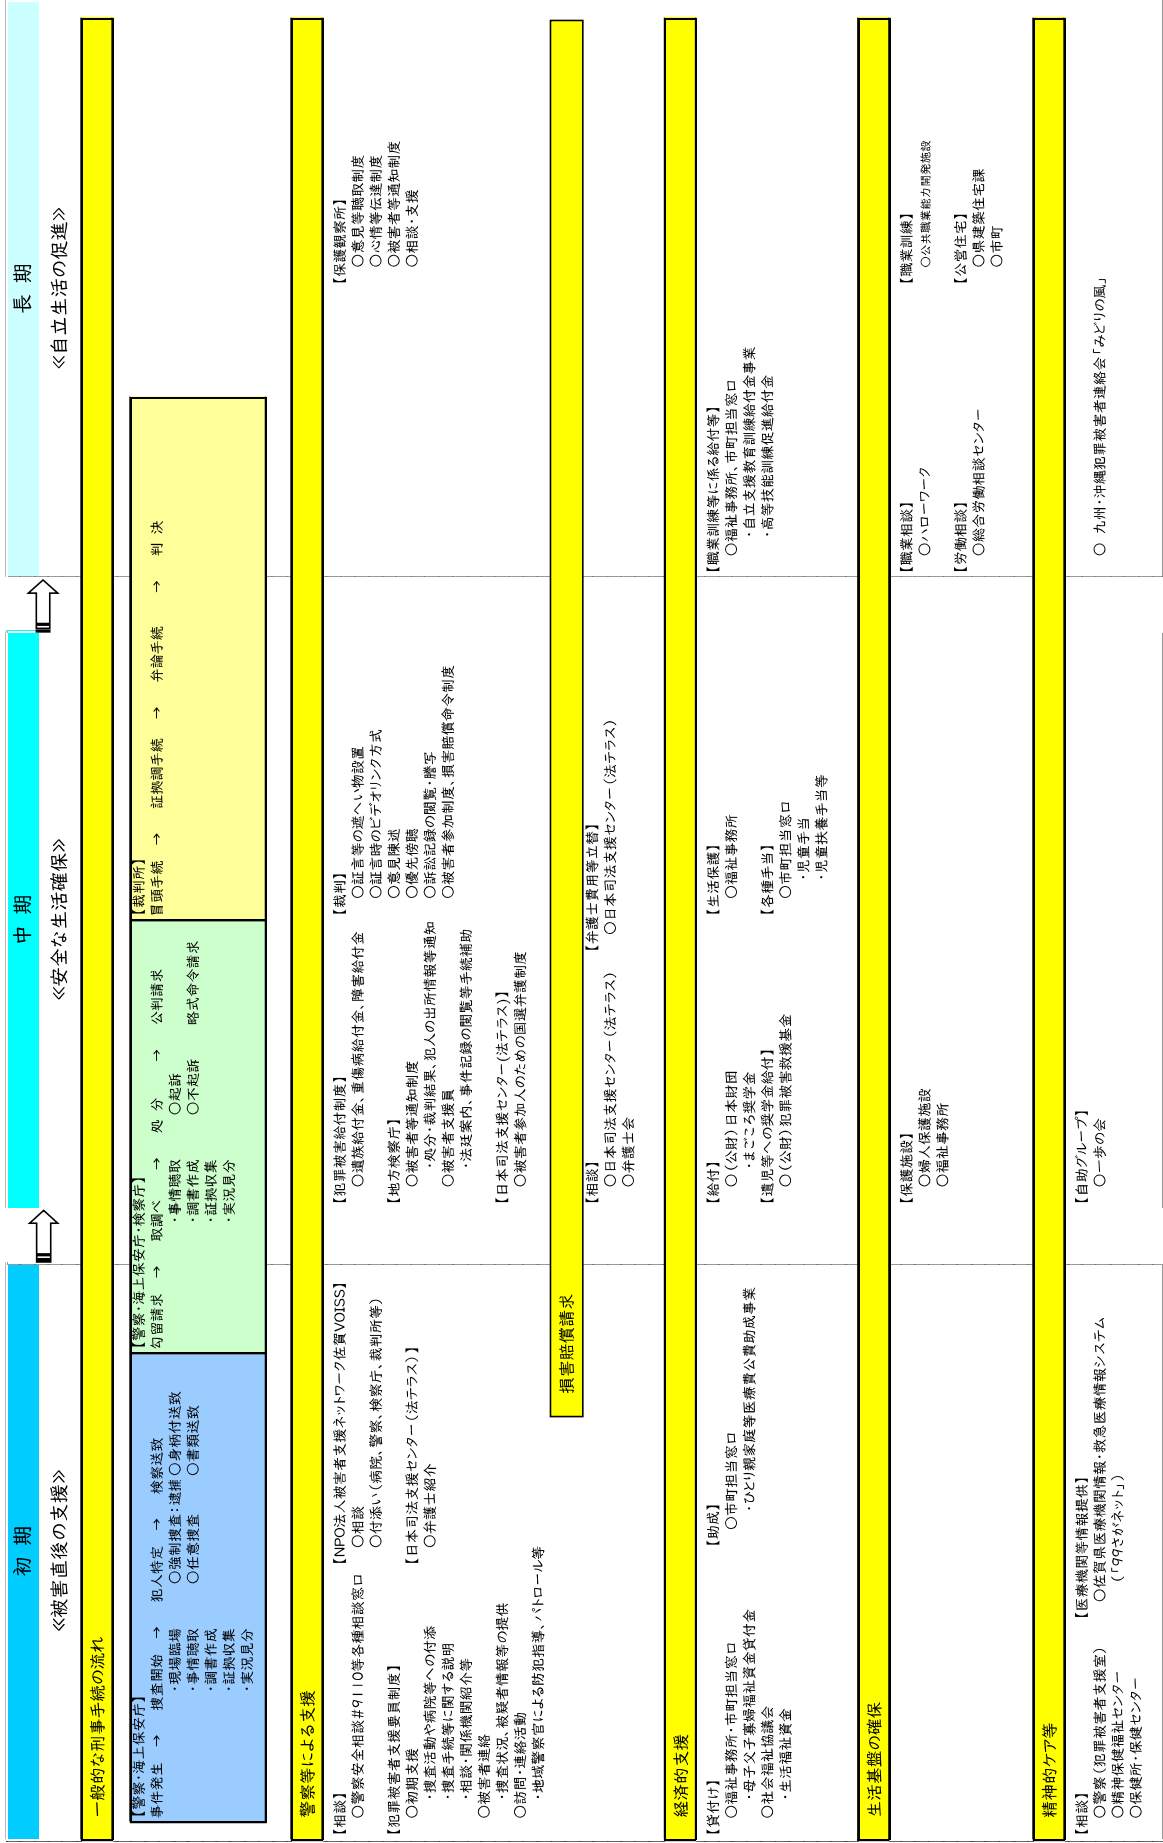 初 期
中 期
長 期
≪被害直後の支援≫
≪安全な生活確保≫
≪自立生活の促進≫
一般的な刑事手続の流れ
【警察・海上保安庁】
事件発生 → 捜査開始 → 犯人特定 → 検察送致
・現場臨場 ○強制捜査：逮捕 ○身柄付送致
・事情聴取 ○任意捜査 ○書類送致
・調書作成
・証拠収集
・実況見分
【警察・海上保安庁・検察庁】
勾留請求 → 取調べ → 処 分 → 公判請求
・事情聴取 ○起訴
・調書作成 ○不起訴 略式命令請求
・証拠収集
・実況見分
【裁判所】
冒頭手続 → 証拠調手続 → 弁論手続 → 判 決
警察等による支援
【相談】
○警察安全相談＃9110等各種相談窓口
【犯罪被害者支援要員制度】
○初期支援
・捜査活動や病院等への付添
・捜査手続等に関する説明
・相談・関係機関紹介等
○被害者連絡
・捜査状況、被疑者情報等の提供
○訪問・連絡活動
・地域警察官による防犯指導、パトロール等
【NPO法人被害者支援ネットワーク佐賀VOISS】
○相談
○付添い（病院、警察、検察庁、裁判所等）
【日本司法支援センター（法テラス）】
○弁護士紹介
【犯罪被害給付制度】
○遺族給付金、重傷病給付金、障害給付金
【地方検察庁】
○被害者等通知制度
・処分・裁判結果、犯人の出所情報等通知
○被害者支援員
・法廷案内、事件記録の閲覧等手続補助
【日本司法支援センター（法テラス）】
○被害者参加人のための国選弁護制度
【裁判】
○証言等の遮へい物設置
○証言時のビデオリンク方式
○意見陳述
○優先傍聴
○訴訟記録の閲覧・謄写
○被害者参加制度、損害賠償命令制度
【保護観察所】
○意見等聴取制度
○心情等伝達制度
○被害者等通知制度
○相談・支援
損害賠償請求
【相談】
○日本司法支援センター（法テラス）
○弁護士会
【弁護士費用等立替】
○日本司法支援センター（法テラス）
経済的支援
【貸付け】
○福祉事務所・市町担当窓口
・母子父子寡婦福祉資金貸付金
○社会福祉協議会
・生活福祉資金
【助成】
○市町担当窓口
・ひとり親家庭等医療費公費助成事業
【給付】
○（公財）日本財団
・まごころ奨学金
【遺児等への奨学金給付】
○（公財）犯罪被害救援基金
【生活保護】
○福祉事務所
【各種手当】
○市町担当窓口
・児童手当
・児童扶養手当等
【職業訓練等に係る給付等】
○福祉事務所、市町担当窓口
・自立支援教育訓練給付金事業
・高等技能訓練促進給付金
生活基盤の確保
【保護施設】
○婦人保護施設
○福祉事務所
【職業相談】
○ハローワーク
【労働相談】
○総合労働相談センター
【職業訓練】
○公共職業能力開発施設
【公営住宅】
○県建築住宅課
○市町
精神的ケア等
【相談】
○警察（犯罪被害者支援室）
○精神保健福祉センター
○保健所・保健センター
【医療機関等情報提供】
○佐賀県医療機関情報・救急医療情報システム
（「99さがネット」）
【自助グループ】
○一歩の会
○ 九州・沖縄犯罪被害者連絡会「みどりの風」